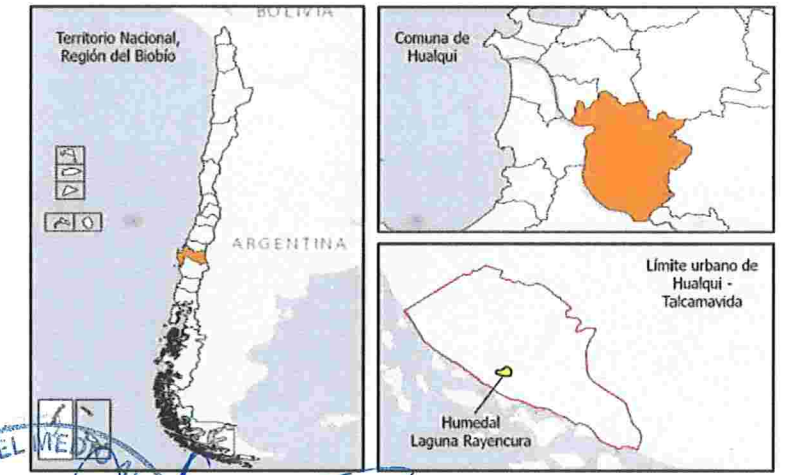 BOLIVIA
Territorio Nacional,
Región del Biobío
ARGENTINA
Comuna de
Hualqui
Límite urbano de
Hualqui -
Talcamavida
Humedal
Laguna Rayencura
EL MEDIO